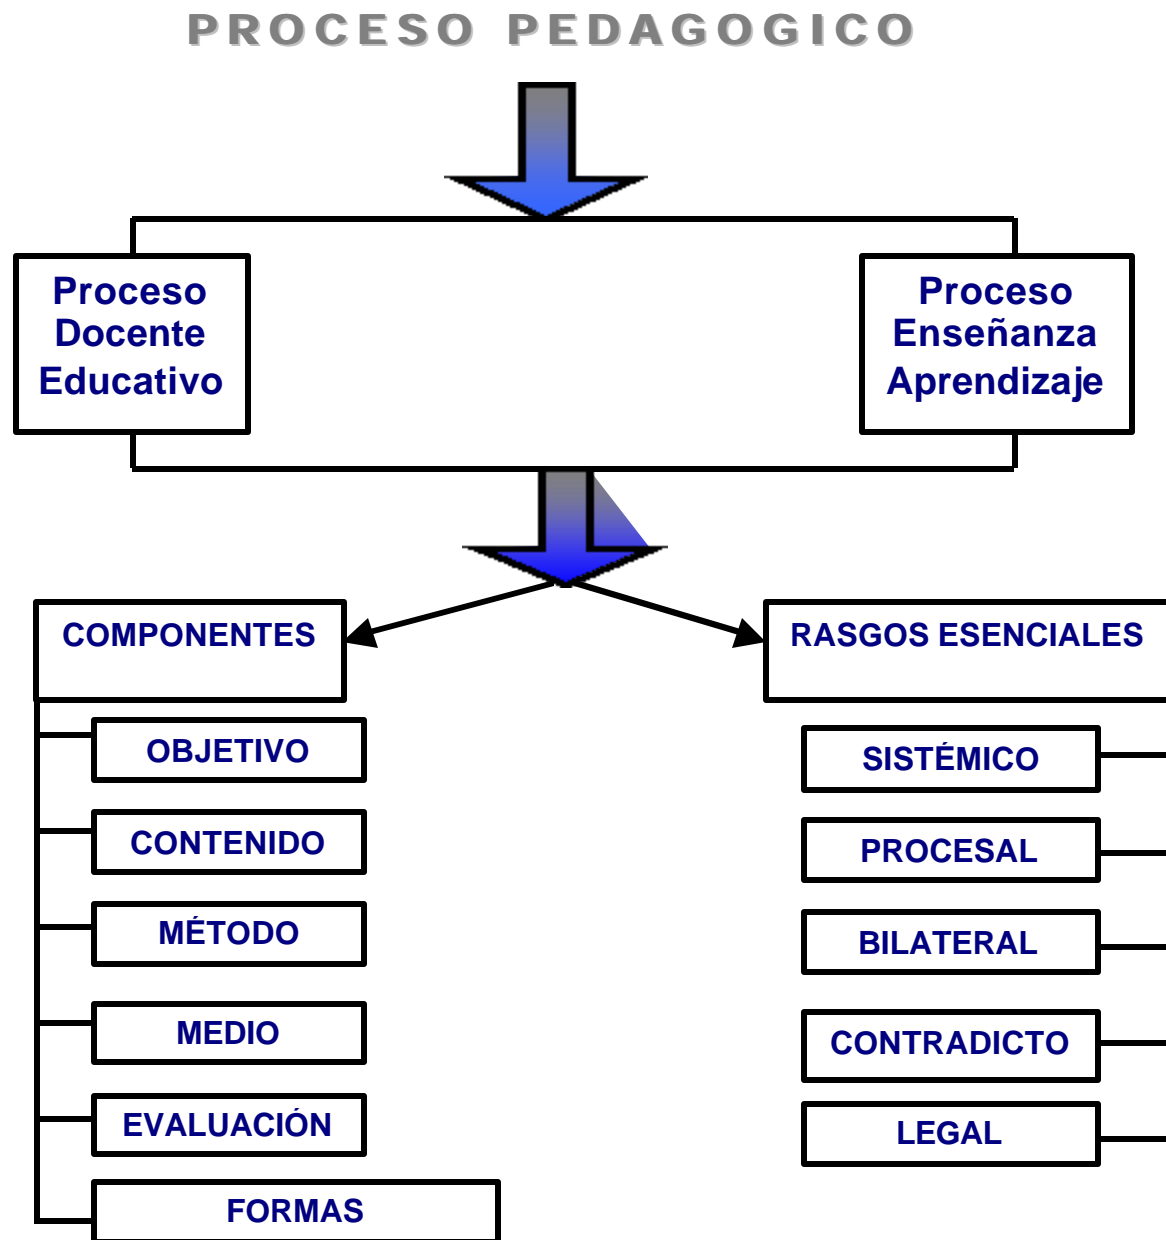 PROCESO PEDAGOGICO
Proceso
Docente
Educativo
Proceso
Enseñanza
Aprendizaje
COMPONENTES
OBJETIVO
CONTENIDO
MÉTODO
MEDIO
EVALUACIÓN
FORMAS
RASGOS ESENCIALES
SISTÉMICO
PROCESAL
BILATERAL
CONTRADICTO
LEGAL